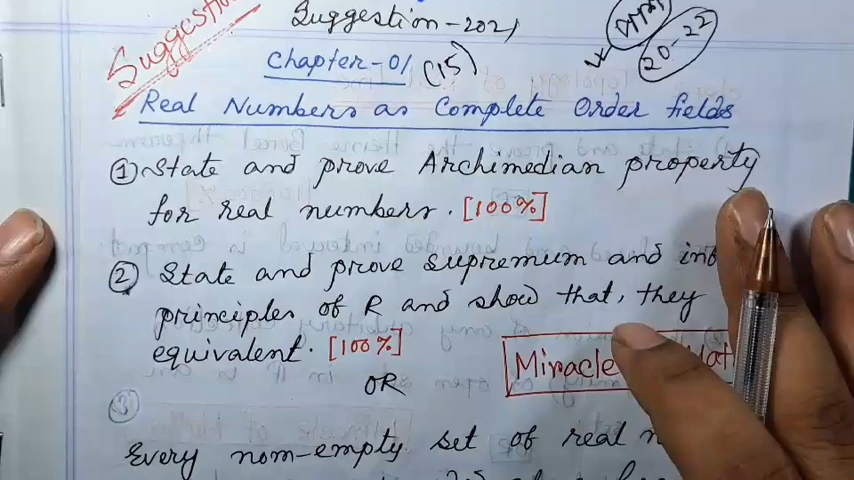 Suggestion
Suggestion-2021
20-22
Chapter-01 (15)
Real Numbers as Complete Order fields
① State and prove Archimedian property
for real numbers. [100%]
② State and prove supremum and
principles of R and show that, they
equivalent. [100%]
Miracle
OR
③
Every nom-empty set of real